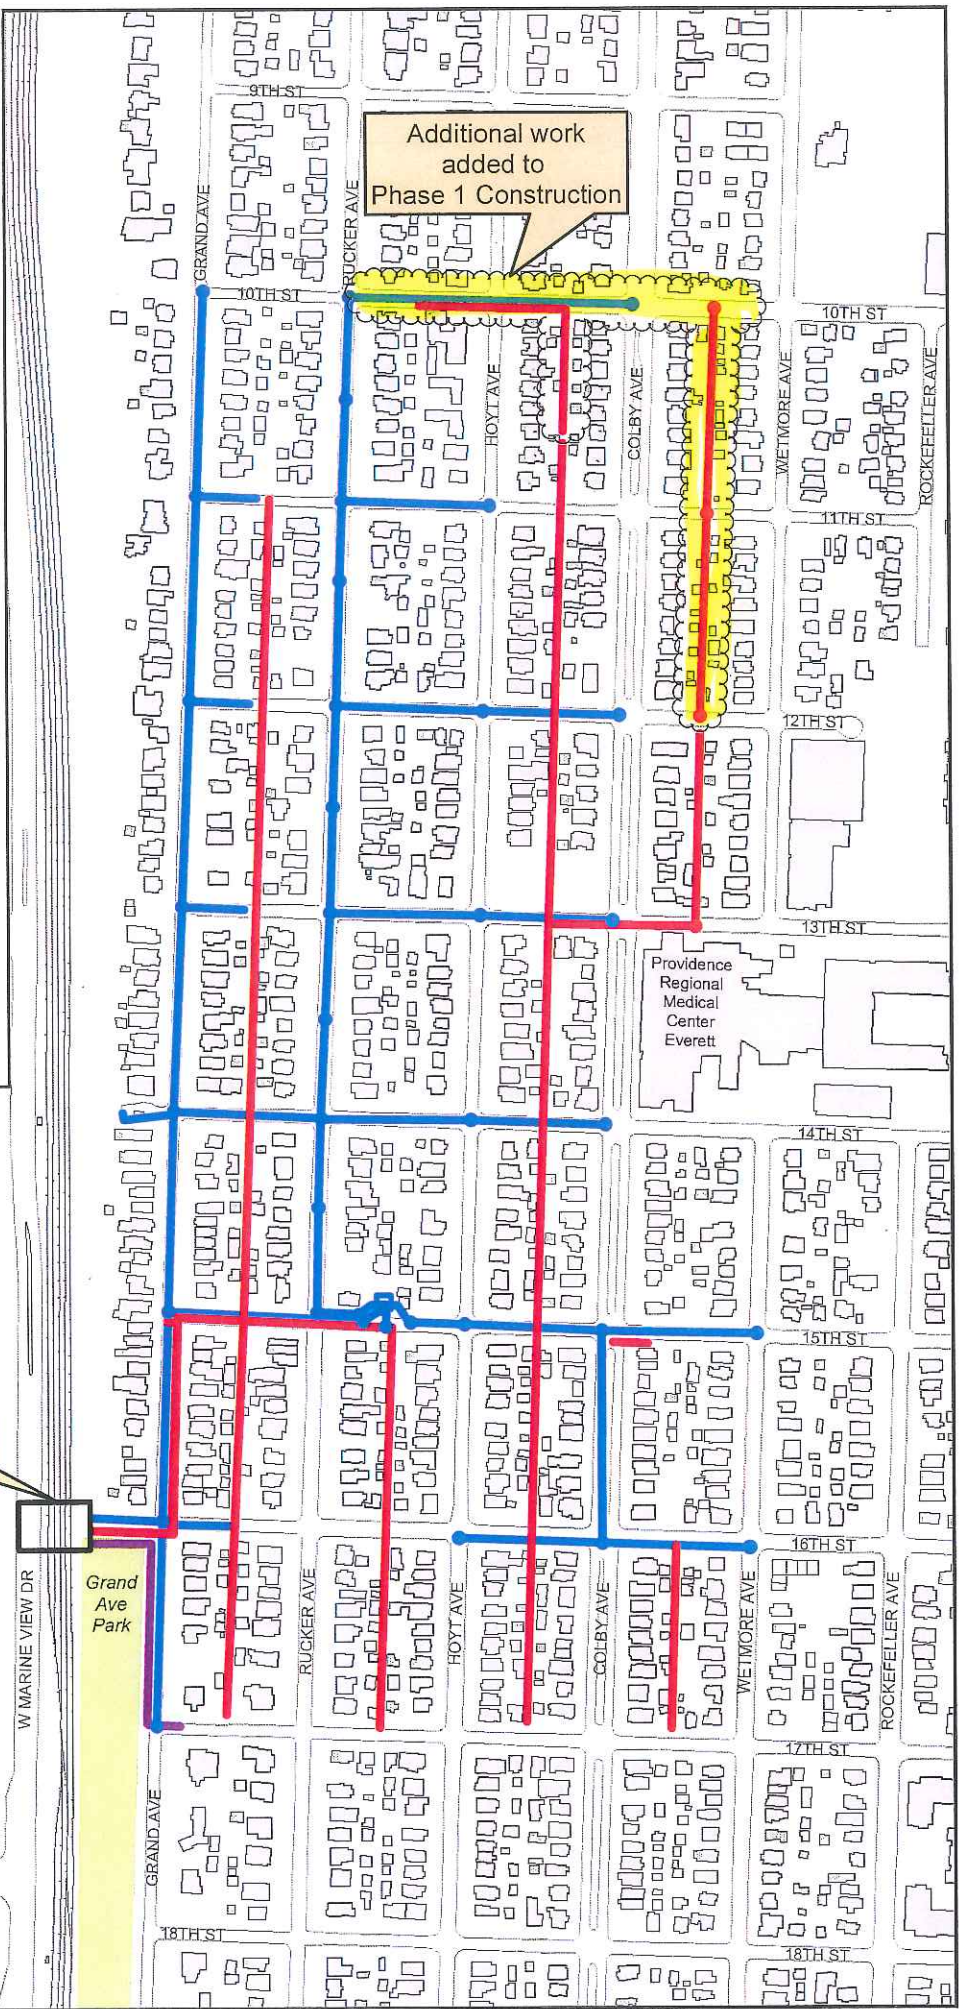 9TH ST
Additional work
added to
Phase 1 Construction
GRAND AVE
RUCKER AVE
10TH ST
10TH ST
HOYT AVE
COLBY AVE
WETMORE AVE
ROCKEFELLER AVE
11TH ST
12TH ST
13TH ST
Providence
Regional
Medical
Center
Everett
14TH ST
15TH ST
16TH ST
Grand
Ave
Park
W MARINE VIEW DR
RUCKER AVE
HOYT AVE
COLBY AVE
WETMORE AVE
ROCKEFELLER AVE
17TH ST
GRAND AVE
18TH ST
18TH ST